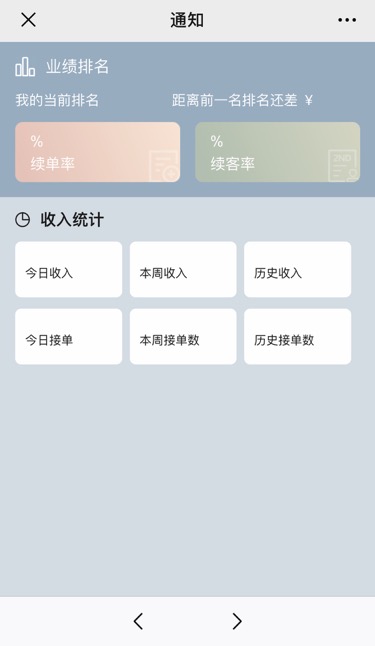 通知
业绩排名
我的当前排名 距离前一名排名还差 ¥
% %
续单率 续客率
2ND
收入统计
今日收入 本周收入 历史收入
今日接单 本周接单数 历史接单数